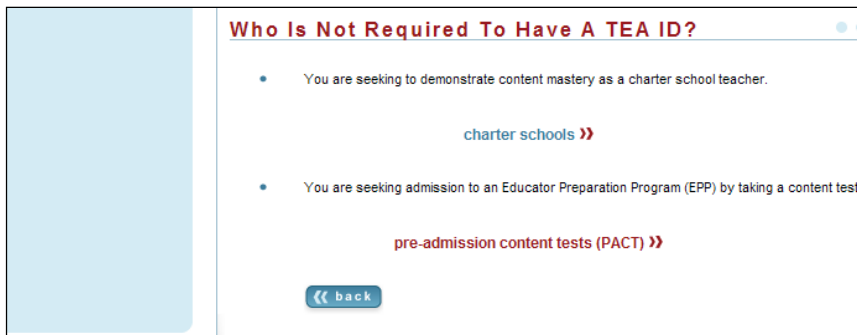 Who Is Not Required To Have A TEA ID?
You are seeking to demonstrate content mastery as a charter school teacher.
charter schools
You are seeking admission to an Educator Preparation Program (EPP) by taking a content test
pre-admission content tests (PACT)
back